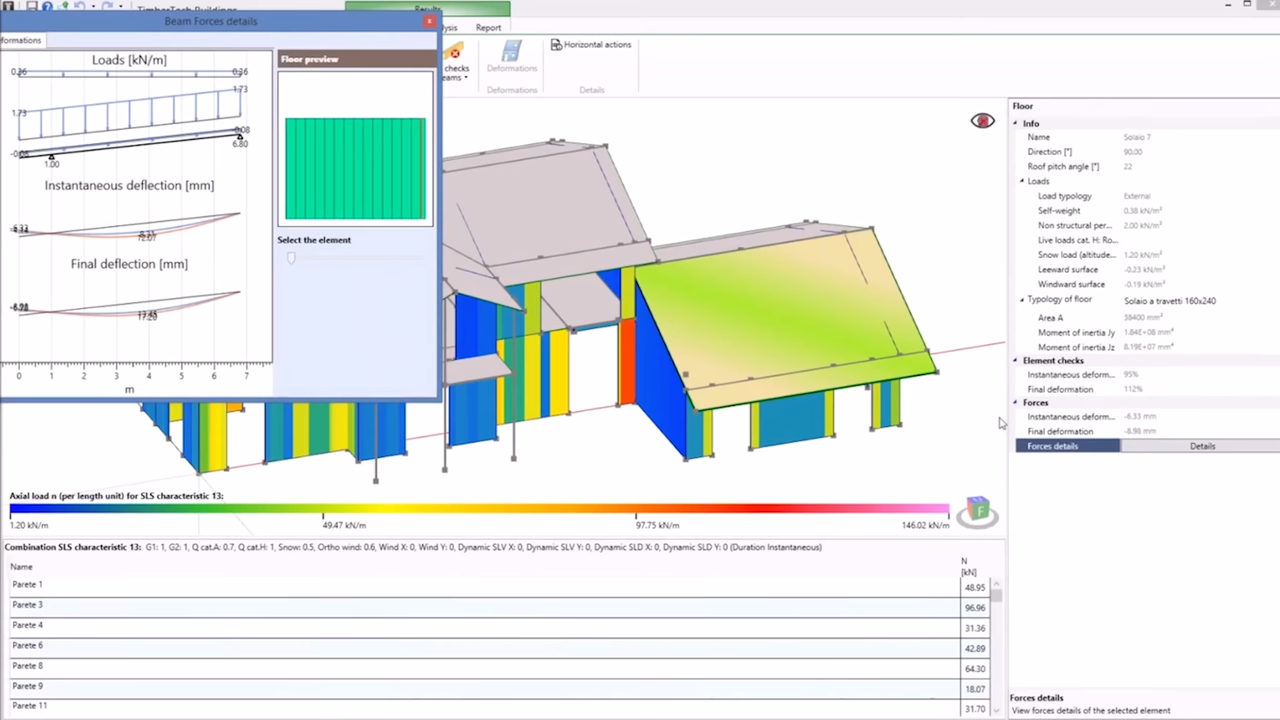 TimberTech Buildings
Results
Beam Forces details
x
formations
ysis
Report
Loads [kN/m]
0.36
0.36
1.73
1.73
0.08
6.80
1.00
Instantaneous deflection [mm]
Final deflection [mm]
0 1 2 3 4 5 6 7
m
Floor preview
Select the element
checks
eams
Deformations
Deformations
Horizontal actions
Details
Floor
Info
Name Solaio 7
Direction [°] 90.00
Roof pitch angle [°] 22
Loads
Load typology External
Self-weight 0.38 kN/m²
Non structural per... 2.00 kN/m²
Live loads cat. H: Ro...
Snow load (altitude... 1.20 kN/m²
Leeward surface -0.23 kN/m²
Windward surface -0.19 kN/m²
Typology of floor Solaio a travetti 160x240
Area A 38400 mm²
Moment of inertia Jy 1.84E+08 mm⁴
Moment of inertia Jz 8.19E+07 mm⁴
Element checks
Instantaneous deform... 95%
Final deformation 112%
Forces
Instantaneous deform... -6.33 mm
Final deformation -8.98 mm
Forces details Details
F
Axial load n (per length unit) for SLS characteristic 13:
1.20 kN/m 49.47 kN/m 97.75 kN/m 146.02 kN/m
Combination SLS characteristic 13: G1: 1, G2: 1, Q cat.A: 0.7, Q cat.H: 1, Snow: 0.5, Ortho wind: 0.6, Wind X: 0, Wind Y: 0, Dynamic SLV X: 0, Dynamic SLV Y: 0, Dynamic SLD X: 0, Dynamic SLD Y: 0 (Duration Instantaneous)
Name N
[kN]
Parete 1 48.95
Parete 3 96.96
Parete 4 31.36
Parete 6 42.89
Parete 8 64.30
Parete 9 18.07
Parete 11 31.70
Forces details
View forces details of the selected element